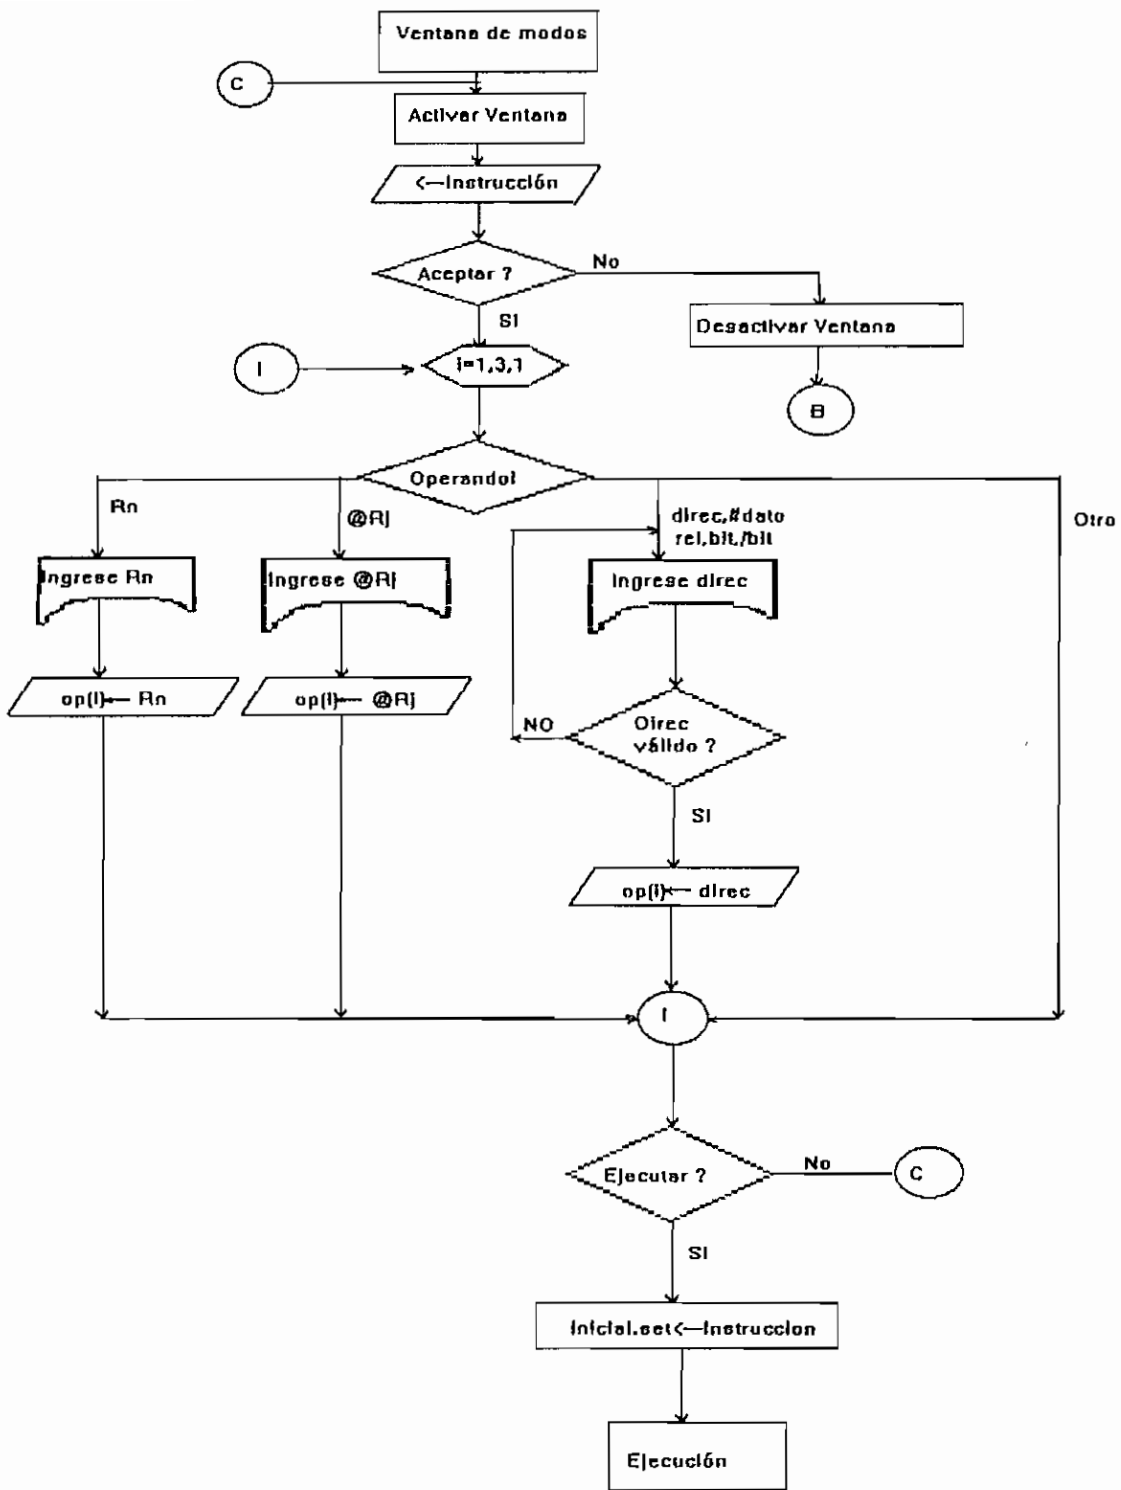 Ventana de modos
C
Activar Ventana
<—Instrucción
Aceptar ?
No
SI
Desactivar Ventana
I
i=1,3,1
B
Operandoi
Rn
@Rj
direc,#dato
rel,bit,/bit
Otro
Ingrese Rn
Ingrese @Rj
Ingrese direc
op(i)<— Rn
op(i)<— @Rj
NO
Direc
válido ?
SI
op(i)<— direc
I
Ejecutar ?
No
C
SI
Inicial.set<—Instruccion
Ejecución